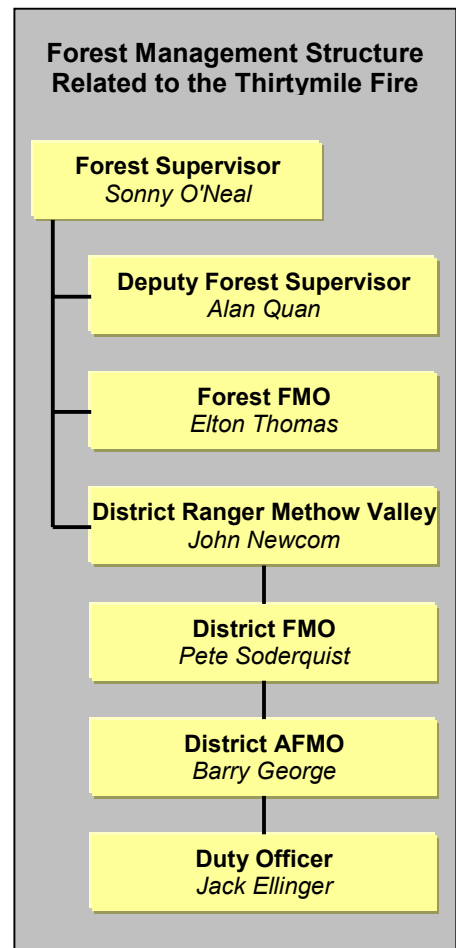 Forest Management Structure
Related to the Thirtymile Fire
Forest Supervisor
Sonny O'Neal
Deputy Forest Supervisor
Alan Quan
Forest FMO
Elton Thomas
District Ranger Methow Valley
John Newcom
District FMO
Pete Soderquist
District AFMO
Barry George
Duty Officer
Jack Ellinger